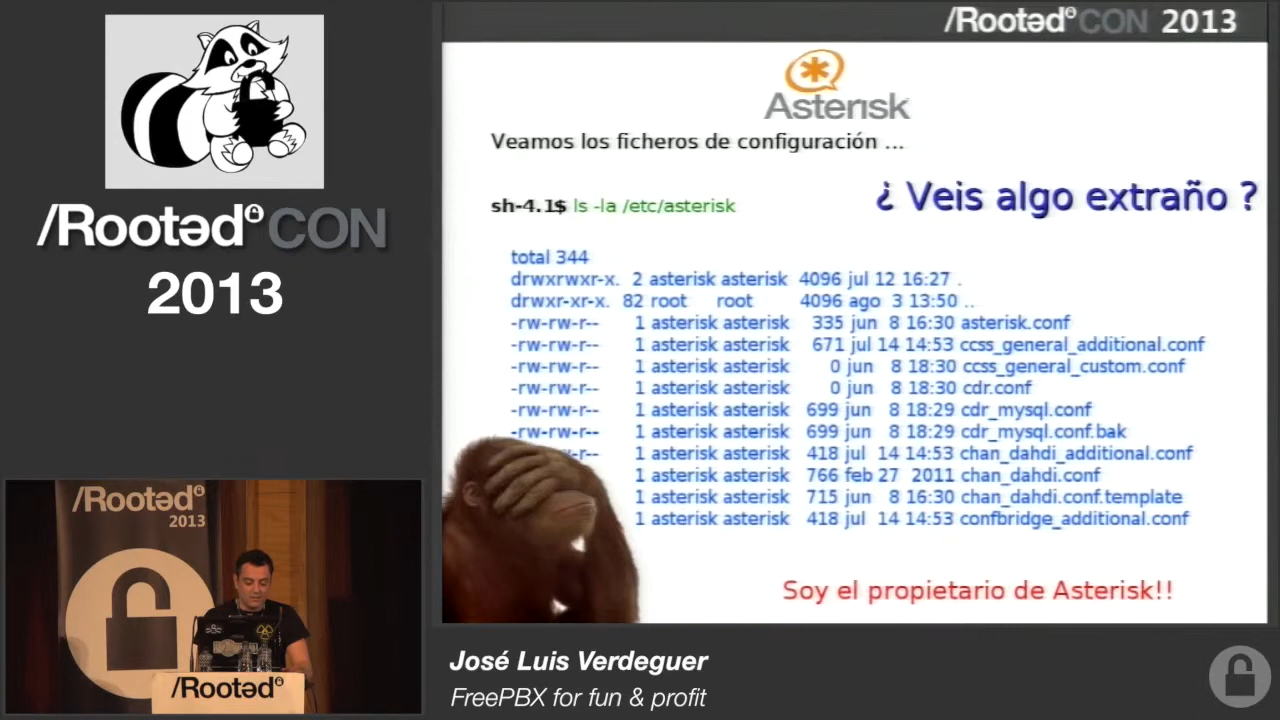 /RootedCON 2013
Asterisk
Veamos los ficheros de configuración ...
¿ Veis algo extraño ?
sh-4.1$ ls -la /etc/asterisk
total 344
drwxrwxr-x. 2 asterisk asterisk 4096 jul 12 16:27 .
drwxr-xr-x. 82 root root 4096 ago 3 13:50 ..
-rw-rw-r-- 1 asterisk asterisk 335 jun 8 16:30 asterisk.conf
-rw-rw-r-- 1 asterisk asterisk 671 jul 14 14:53 ccss_general_additional.conf
-rw-rw-r-- 1 asterisk asterisk 0 jun 8 18:30 ccss_general_custom.conf
-rw-rw-r-- 1 asterisk asterisk 0 jun 8 18:30 cdr.conf
-rw-rw-r-- 1 asterisk asterisk 699 jun 8 18:29 cdr_mysql.conf
-rw-rw-r-- 1 asterisk asterisk 699 jun 8 18:29 cdr_mysql.conf.bak
-r-- 1 asterisk asterisk 418 jul 14 14:53 chan_dahdi_additional.conf
1 asterisk asterisk 766 feb 27 2011 chan_dahdi.conf
1 asterisk asterisk 715 jun 8 16:30 chan_dahdi.conf.template
1 asterisk asterisk 418 jul 14 14:53 confbridge_additional.conf
Soy el propietario de Asterisk!!
/RootedCON
2013
/Rooted
2013
/Rooted
José Luis Verdeguer
FreePBX for fun & profit